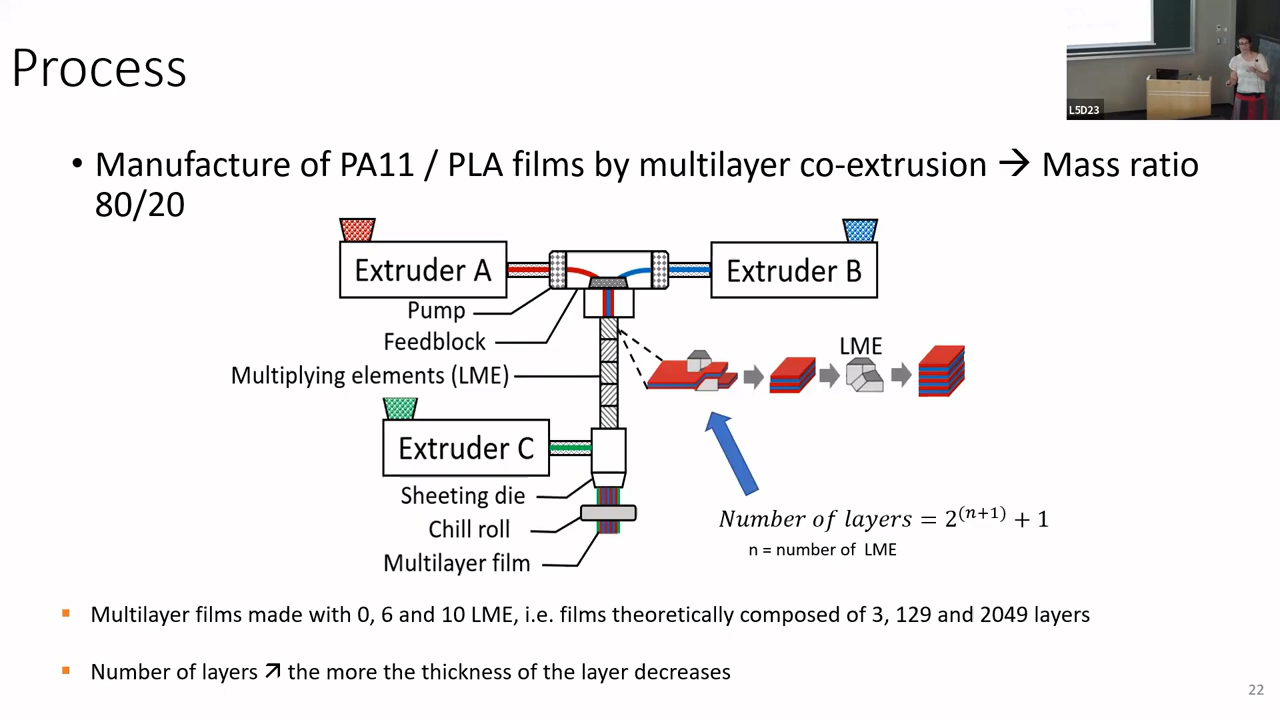 Process
L5D23
• Manufacture of PA11 / PLA films by multilayer co-extrusion → Mass ratio
80/20
Extruder A
Extruder B
Pump
Feedblock
Multiplying elements (LME)
LME
Extruder C
Sheeting die
Chill roll
Multilayer film
Number of layers = 2^(n+1) + 1
n = number of LME
▪ Multilayer films made with 0, 6 and 10 LME, i.e. films theoretically composed of 3, 129 and 2049 layers
▪ Number of layers ↗ the more the thickness of the layer decreases
22